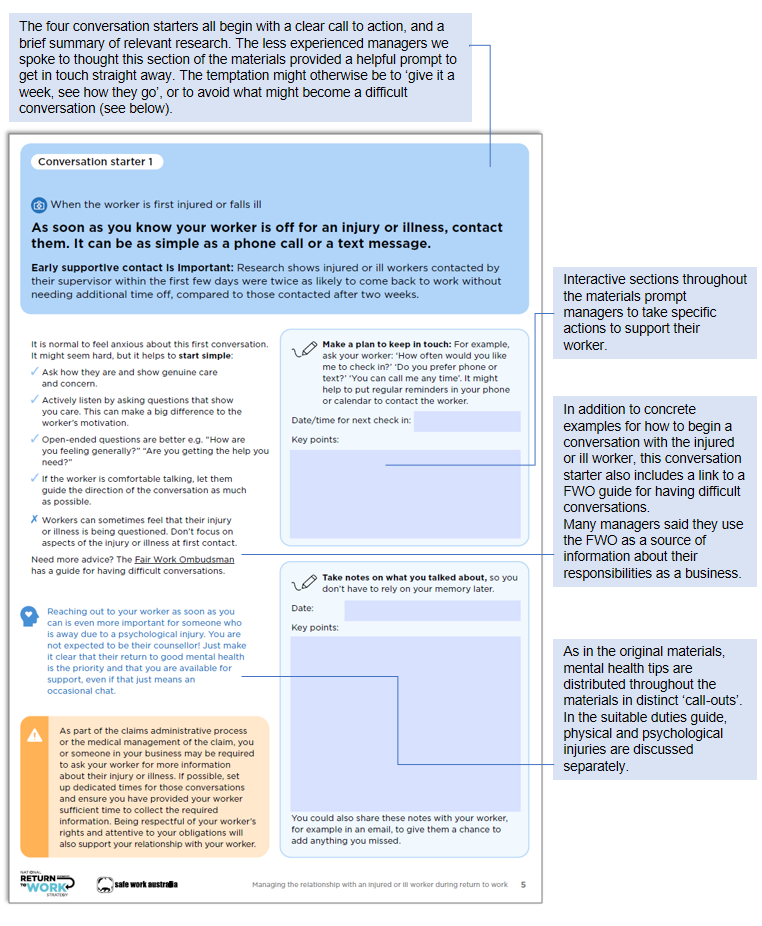 The four conversation starters all begin with a clear call to action, and a
brief summary of relevant research. The less experienced managers we
spoke to thought this section of the materials provided a helpful prompt to
get in touch straight away. The temptation might otherwise be to ‘give it a
week, see how they go’, or to avoid what might become a difficult
conversation (see below).
Conversation starter 1
When the worker is first injured or falls ill
As soon as you know your worker is off for an injury or illness, contact
them. It can be as simple as a phone call or a text message.
Early supportive contact is important: Research shows injured or ill workers contacted by
their supervisor within the first few days were twice as likely to come back to work without
needing additional time off, compared to those contacted after two weeks.
Interactive sections throughout
the materials prompt
managers to take specific
actions to support their
worker.
It is normal to feel anxious about this first conversation.
It might seem hard, but it helps to start simple:
✓ Ask how they are and show genuine care
and concern.
✓ Actively listen by asking questions that show
you care. This can make a big difference to the
worker's motivation.
✓ Open-ended questions are better e.g. "How are
you feeling generally?" "Are you getting the help you
need?"
✓ If the worker is comfortable talking, let them
guide the direction of the conversation as much
as possible.
✗ Workers can sometimes feel that their injury
or illness is being questioned. Don't focus on
aspects of the injury or illness at first contact.
Need more advice? The Fair Work Ombudsman
has a guide for having difficult conversations.
Make a plan to keep in touch: For example,
ask your worker: 'How often would you like
me to check in?' 'Do you prefer phone or
text?' 'You can call me any time'. It might
help to put regular reminders in your phone
or calendar to contact the worker.
Date/time for next check in:
Key points:
In addition to concrete
examples for how to begin a
conversation with the injured
or ill worker, this conversation
starter also includes a link to a
FWO guide for having difficult
conversations.
Many managers said they use
the FWO as a source of
information about their
responsibilities as a business.
Reaching out to your worker as soon as you
can is even more important for someone who
is away due to a psychological injury. You are
not expected to be their counsellor! Just make
it clear that their return to good mental health
is the priority and that you are available for
support, even if that just means an
occasional chat.
Take notes on what you talked about, so you
don't have to rely on your memory later.
Date:
Key points:
You could also share these notes with your worker,
for example in an email, to give them a chance to
add anything you missed.
As in the original materials,
mental health tips are
distributed throughout the
materials in distinct ‘call-outs’.
In the suitable duties guide,
physical and psychological
injuries are discussed
separately.
As part of the claims administrative process
or the medical management of the claim, you
or someone in your business may be required
to ask your worker for more information
about their injury or illness. If possible, set
up dedicated times for those conversations
and ensure you have provided your worker
sufficient time to collect the required
information. Being respectful of your worker's
rights and attentive to your obligations will
also support your relationship with your worker.
NATIONAL
RETURN
TO WORK
STRATEGY
safe work australia
Managing the relationship with an injured or ill worker during return to work 5